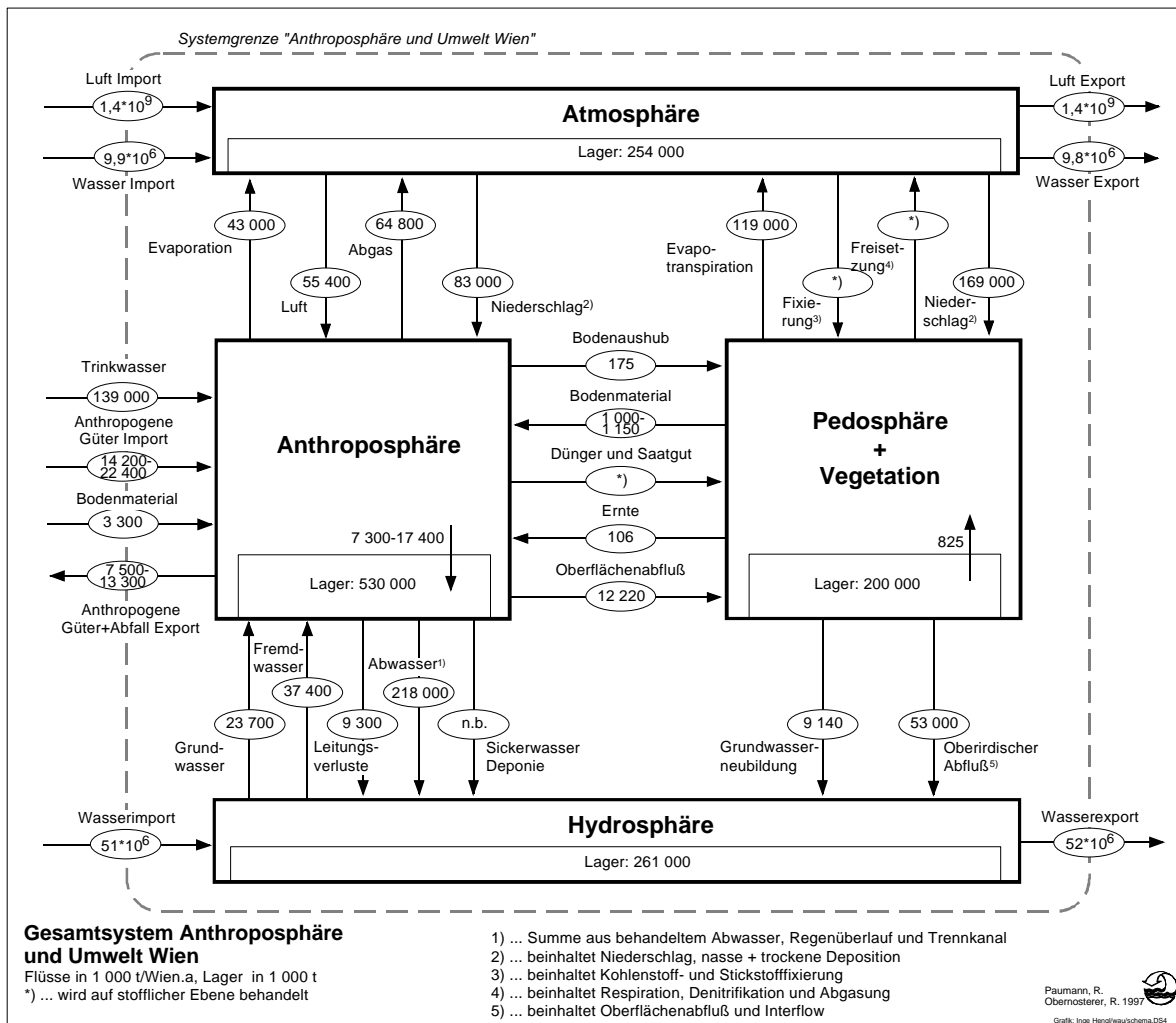 Systemgrenze "Anthroposphäre und Umwelt Wien"
Luft Import
1,4*10⁹
9,9*10⁶
Wasser Import
Atmosphäre
Lager: 254 000
Luft Export
1,4*10⁹
9,8*10⁶
Wasser Export
43 000
Evaporation
55 400
Luft
64 800
Abgas
83 000
Niederschlag²⁾
119 000
Evapo-
transpiration
*)
Fixie-
rung³⁾
*)
Freiset-
zung⁴⁾
169 000
Nieder-
schlag²⁾
Trinkwasser
139 000
Anthropogene
Güter Import
14 200-
22 400
Bodenmaterial
3 300
7 500-
13 300
Anthropogene
Güter+Abfall Export
Anthroposphäre
7 300-17 400
Lager: 530 000
Bodenaushub
175
Bodenmaterial
1 000-
1 150
Dünger und Saatgut
*)
Ernte
106
Oberflächenabfluß
12 220
Pedosphäre
+
Vegetation
825
Lager: 200 000
23 700
Grund-
wasser
Fremd-
wasser
37 400
9 300
Leitungs-
verluste
Abwasser¹⁾
218 000
n.b.
Sickerwasser
Deponie
9 140
Grundwasser-
neubildung
53 000
Oberirdischer
Abfluß⁵⁾
Wasserimport
51*10⁶
Hydrosphäre
Lager: 261 000
Wasserexport
52*10⁶
Gesamtsystem Anthroposphäre
und Umwelt Wien
Flüsse in 1 000 t/Wien.a, Lager in 1 000 t
*) ... wird auf stofflicher Ebene behandelt
1) ... Summe aus behandeltem Abwasser, Regenüberlauf und Trennkanal
2) ... beinhaltet Niederschlag, nasse + trockene Deposition
3) ... beinhaltet Kohlenstoff- und Stickstofffixierung
4) ... beinhaltet Respiration, Denitrifikation und Abgasung
5) ... beinhaltet Oberflächenabfluß und Interflow
Paumann, R.
Obernosterer, R. 1997
Grafik: Inge Hengl/wau/schema.DS4